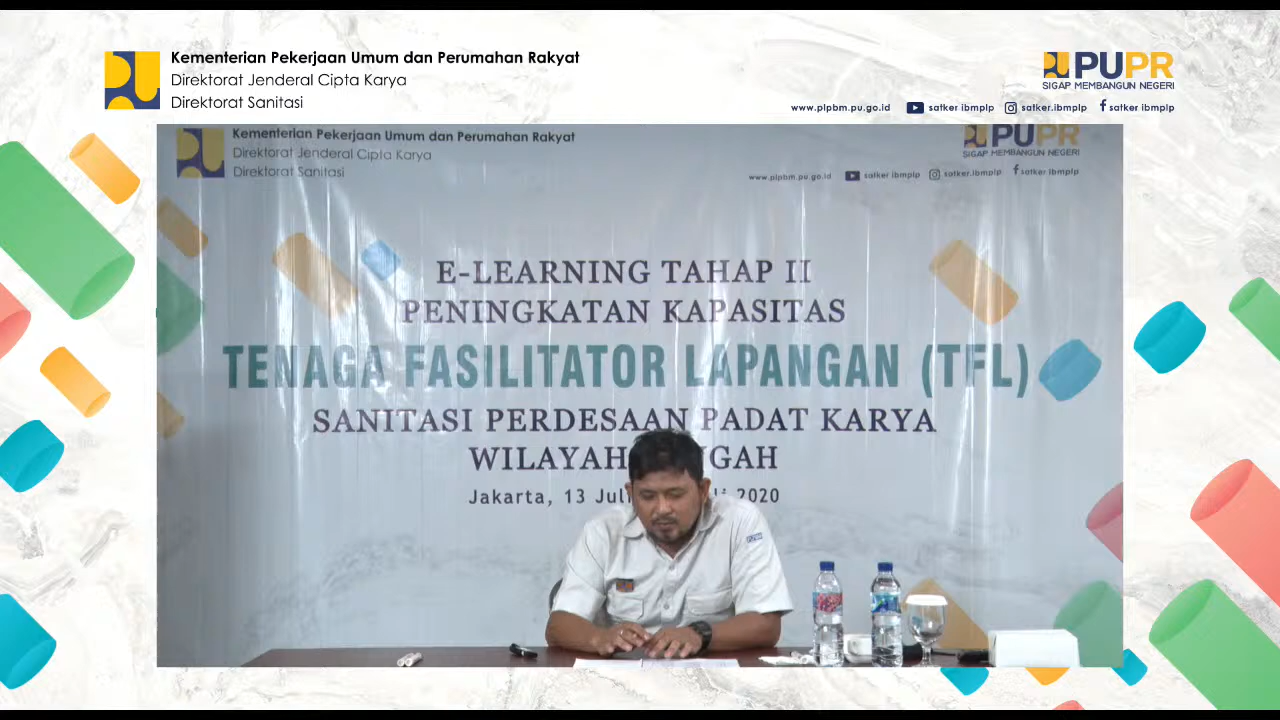 Kementerian Pekerjaan Umum dan Perumahan Rakyat
Direktorat Jenderal Cipta Karya
Direktorat Sanitasi
PUPR
SIGAP MEMBANGUN NEGERI
www.plpbm.pu.go.id satker ibmplp satker.ibmplp satker ibmplp
Kementerian Pekerjaan Umum dan Perumahan Rakyat
Direktorat Jenderal Cipta Karya
Direktorat Sanitasi
PUPR
SIGAP MEMBANGUN NEGERI
www.plpbm.pu.go.id satker ibmplp satker.ibmplp satker ibmplp
E-LEARNING TAHAP II
PENINGKATAN KAPASITAS
TENAGA FASILITATOR LAPANGAN (TFL)
SANITASI PERDESAAN PADAT KARYA
WILAYAH
Jakarta, 13 2020